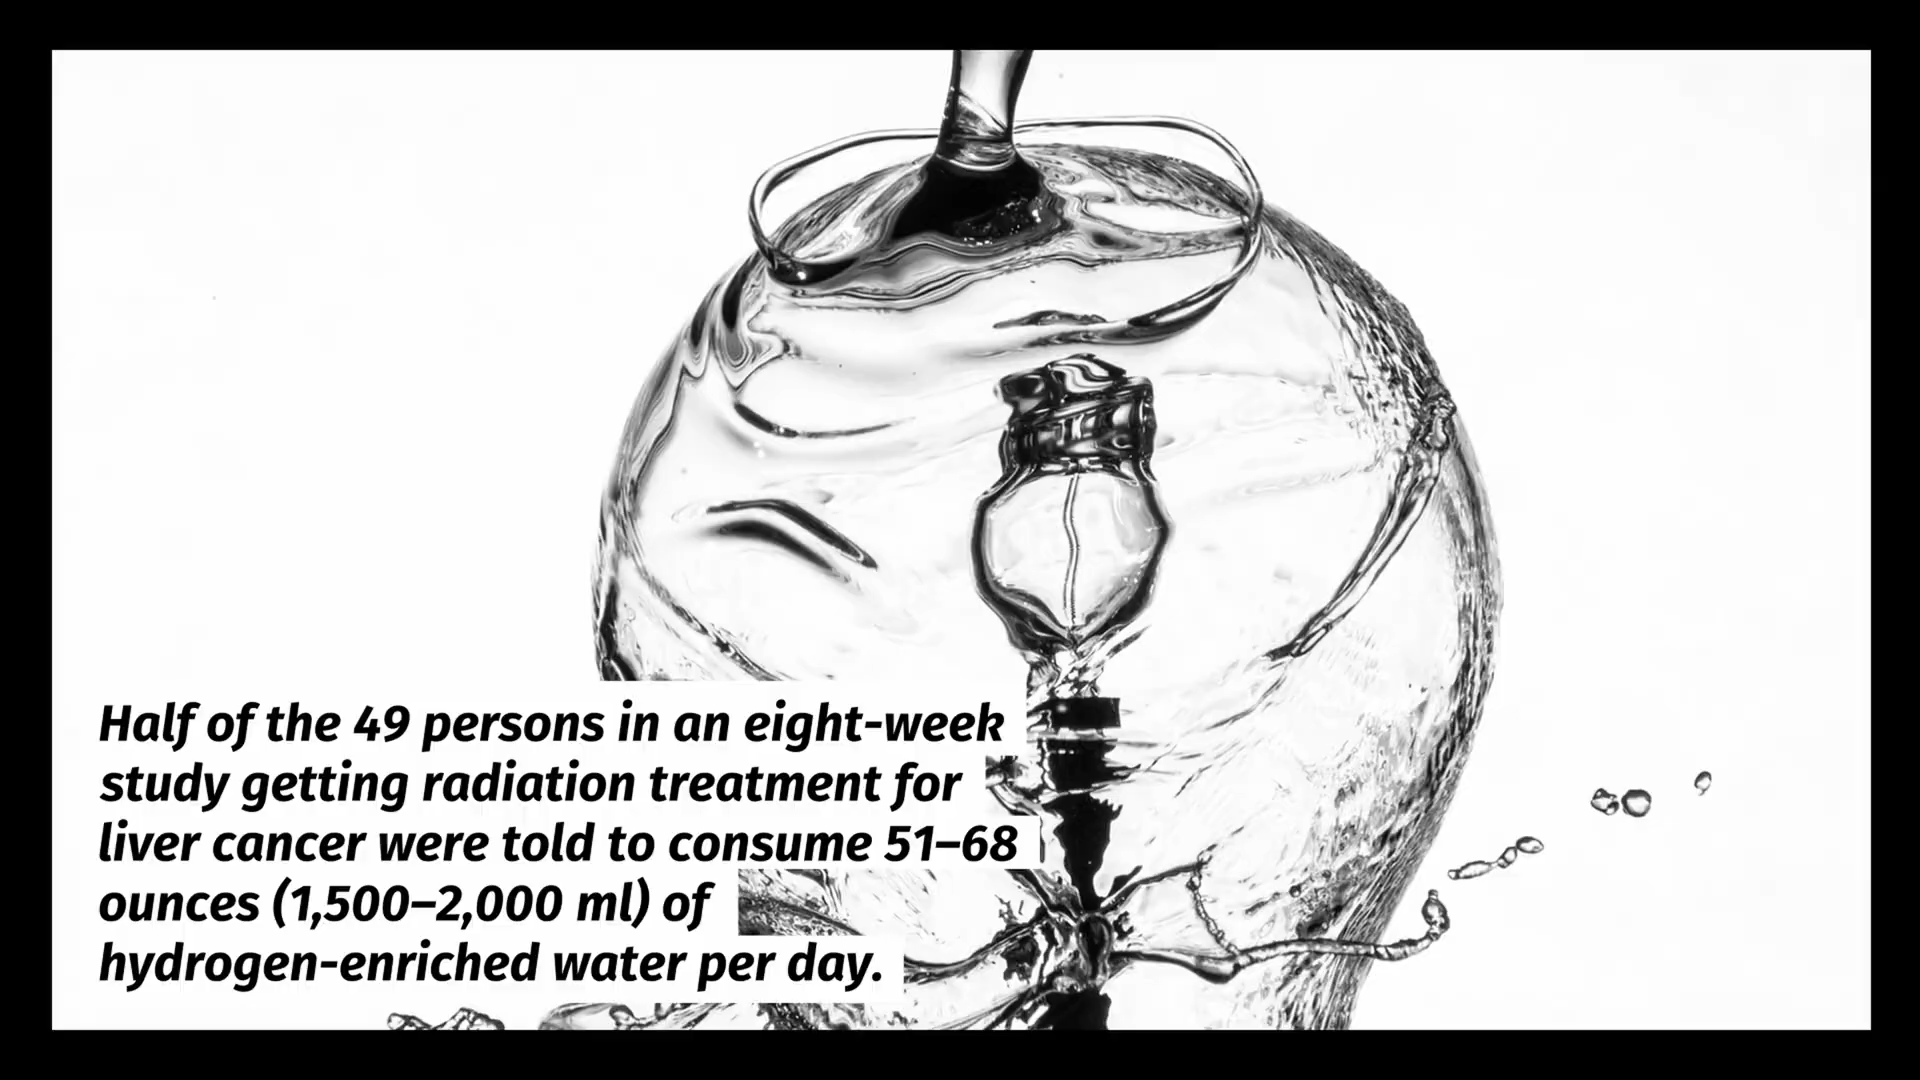 Half of the 49 persons in an eight-week
study getting radiation treatment for
liver cancer were told to consume 51–68
ounces (1,500–2,000 ml) of
hydrogen-enriched water per day.